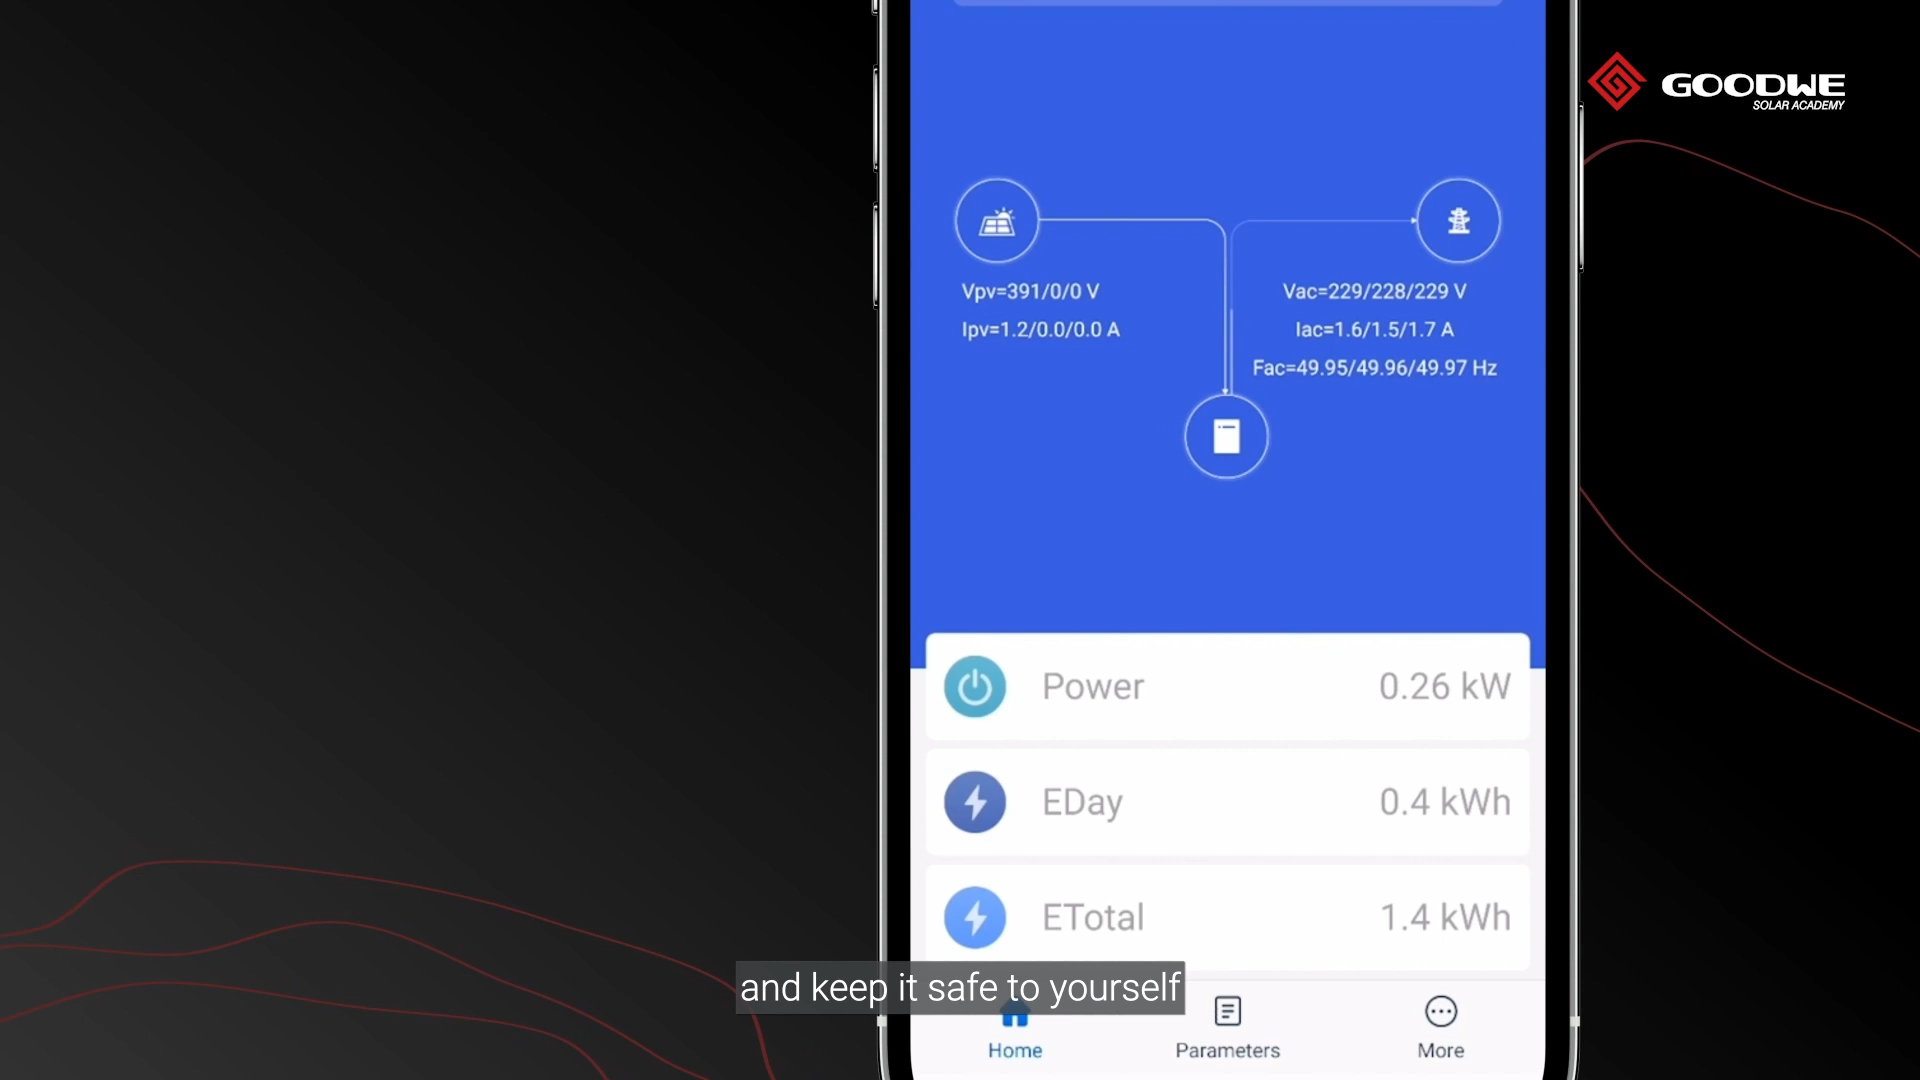 GOODWE
SOLAR ACADEMY
Vpv=391/0/0 V
Ipv=1.2/0.0/0.0 A
Vac=229/228/229 V
Iac=1.6/1.5/1.7 A
Fac=49.95/49.96/49.97 Hz
Power 0.26 kW
EDay 0.4 kWh
ETotal 1.4 kWh
and keep it safe to yourself
Home Parameters More